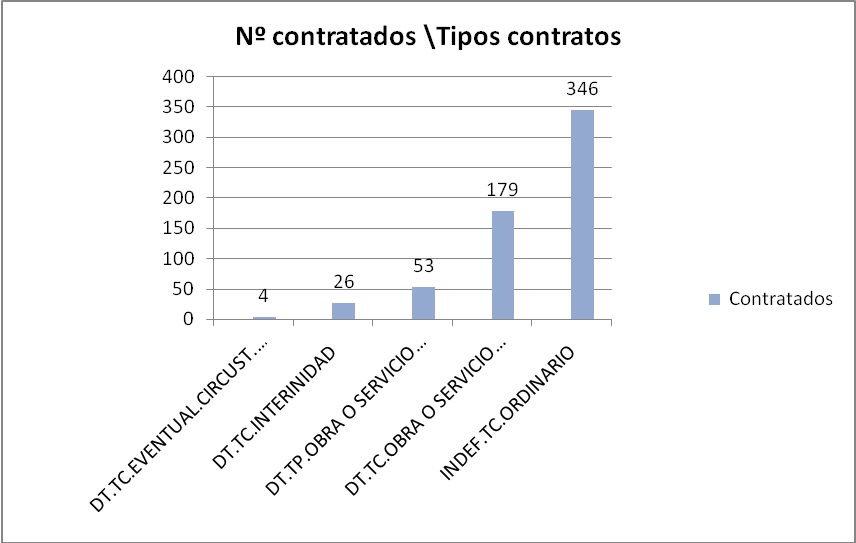 Nº contratados \Tipos contratos
400
350
300
250
200
150
100
50
0
4
26
53
179
346
DT.TC.EVENTUAL.CIRCUST....
DT.TC.INTERINIDAD
DT.TP.OBRA O SERVICIO...
DT.TC.OBRA O SERVICIO...
INDEF.TC.ORDINARIO
Contratados